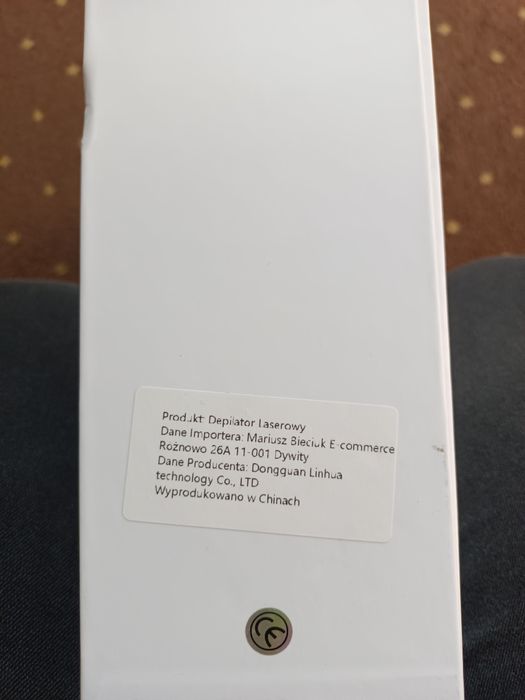 Produkt: Depilator Laserowy
Dane Importera: Mariusz Bieciuk E-commerce
Rożnowo 26A 11-001 Dywity
Dane Producenta: Dongguan Linhua
technology Co., LTD
Wyprodukowano w Chinach
CE